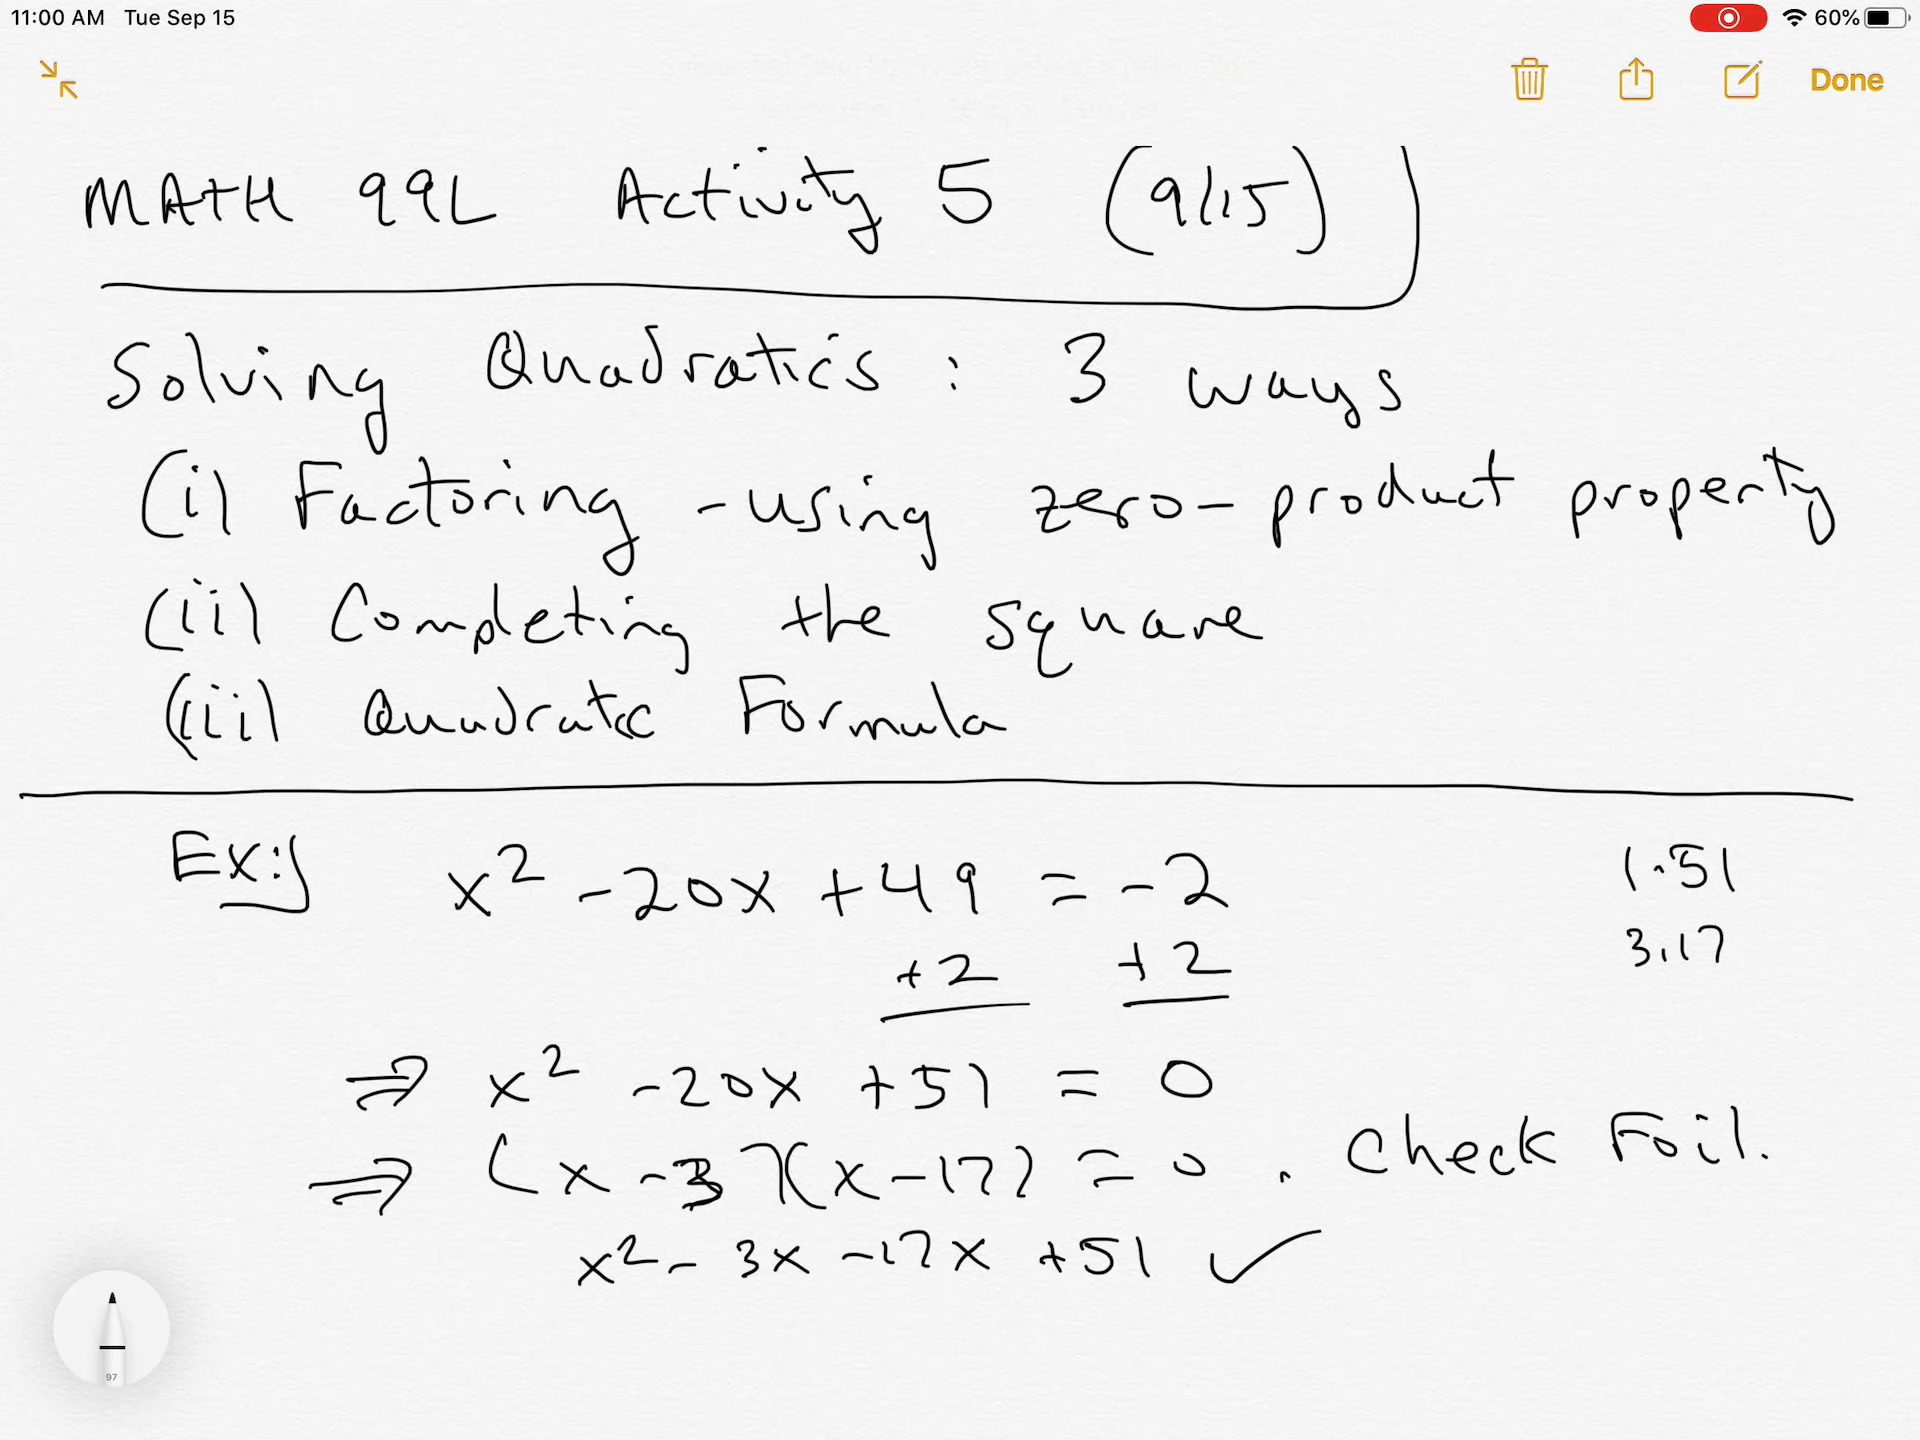 11:00 AM Tue Sep 15
60%
Done
MATH 99L Activity 5 (9/15)
Solving Quadratics : 3 ways
(i) Factoring - using zero-product property
(ii) Completing the square
(iii) Quadratic Formula
Ex: x² - 20x + 49 = -2
1·51
+2 +2
3·17
⇒ x² - 20x + 51 = 0
⇒ (x - 3)(x - 17) = 0 . Check Foil.
x² - 3x - 17x + 51 ✓
97